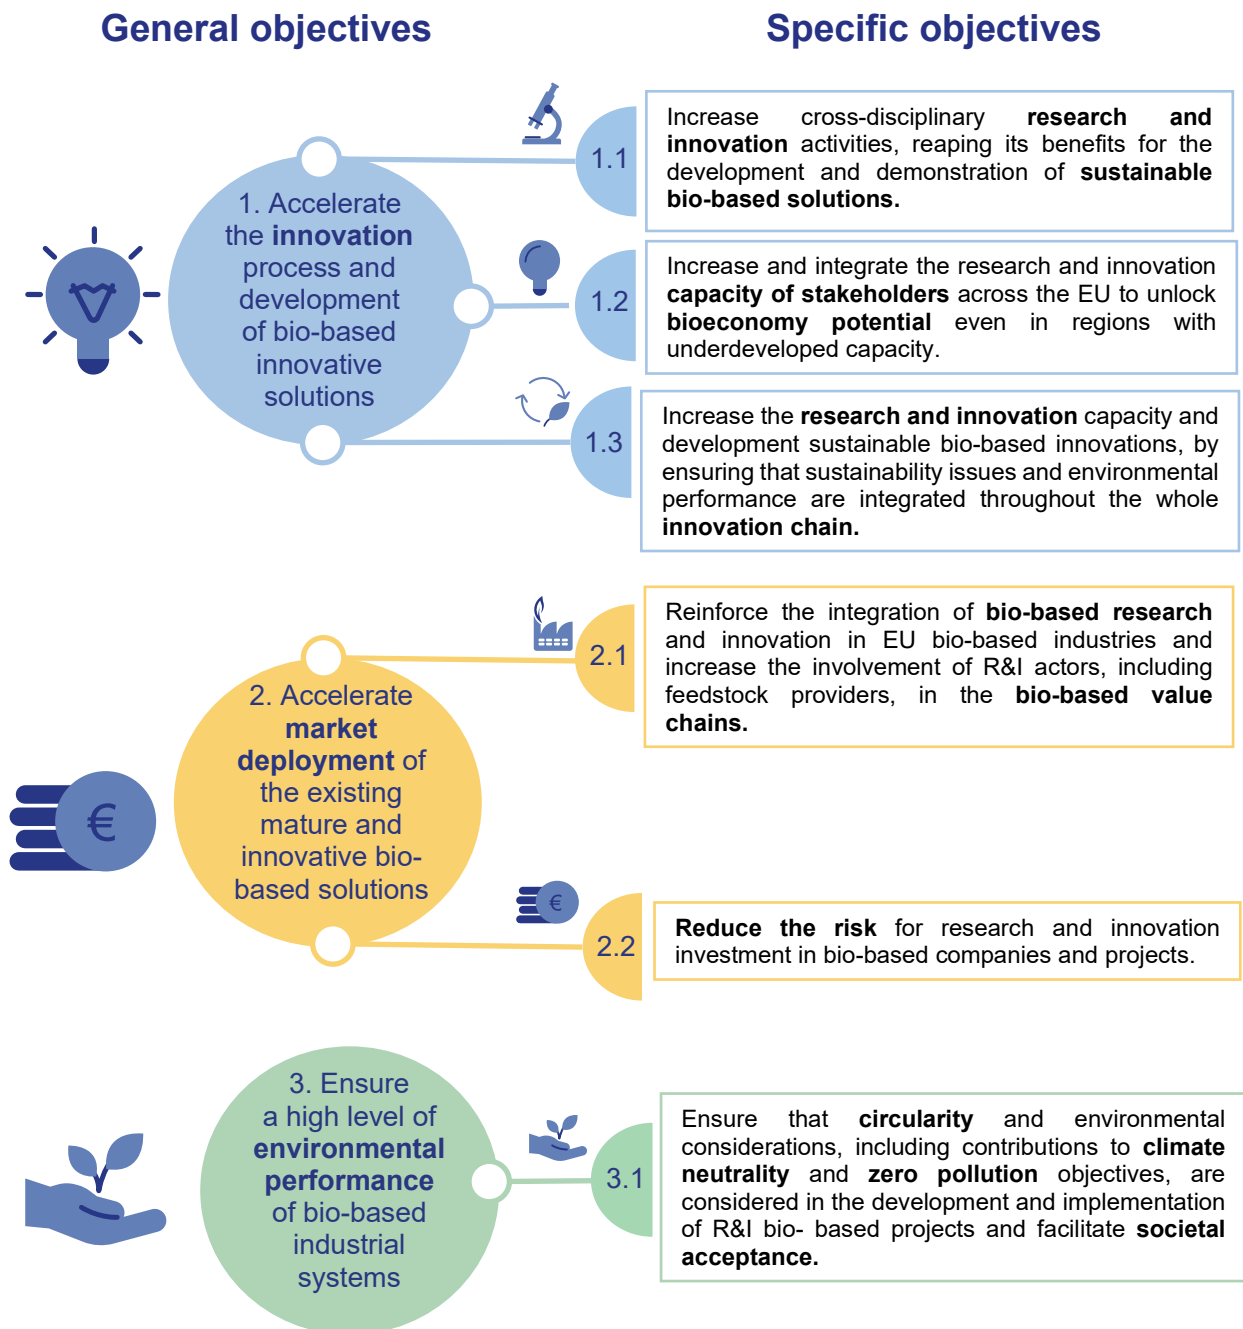 General objectives
Specific objectives
1. Accelerate
the innovation
process and
development
of bio-based
innovative
solutions
1.1
Increase cross-disciplinary research and
innovation activities, reaping its benefits for the
development and demonstration of sustainable
bio-based solutions.
1.2
Increase and integrate the research and innovation
capacity of stakeholders across the EU to unlock
bioeconomy potential even in regions with
underdeveloped capacity.
1.3
Increase the research and innovation capacity and
development sustainable bio-based innovations, by
ensuring that sustainability issues and environmental
performance are integrated throughout the whole
innovation chain.
€
2. Accelerate
market
deployment of
the existing
mature and
innovative bio-
based solutions
2.1
Reinforce the integration of bio-based research
and innovation in EU bio-based industries and
increase the involvement of R&I actors, including
feedstock providers, in the bio-based value
chains.
€
2.2
Reduce the risk for research and innovation
investment in bio-based companies and projects.
3. Ensure
a high level of
environmental
performance
of bio-based
industrial
systems
3.1
Ensure that circularity and environmental
considerations, including contributions to climate
neutrality and zero pollution objectives, are
considered in the development and implementation
of R&I bio- based projects and facilitate societal
acceptance.